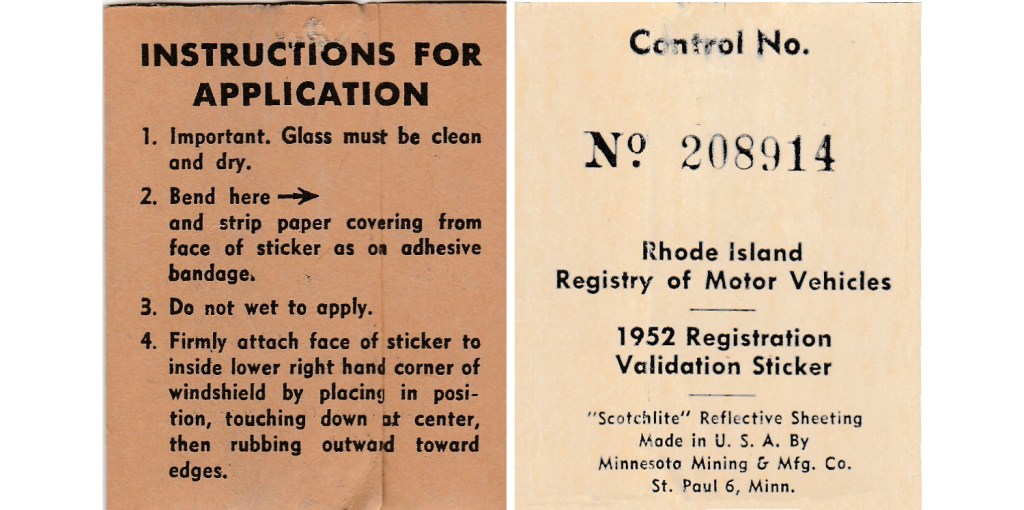 INSTRUCTIONS FOR
APPLICATION
1. Important. Glass must be clean
and dry.
2. Bend here →
and strip paper covering from
face of sticker as on adhesive
bandage.
3. Do not wet to apply.
4. Firmly attach face of sticker to
inside lower right hand corner of
windshield by placing in posi-
tion, touching down at center,
then rubbing outward toward
edges.
Control No.
Nº 208914
Rhode Island
Registry of Motor Vehicles
1952 Registration
Validation Sticker
"Scotchlite" Reflective Sheeting
Made in U. S. A. By
Minnesota Mining & Mfg. Co.
St. Paul 6, Minn.